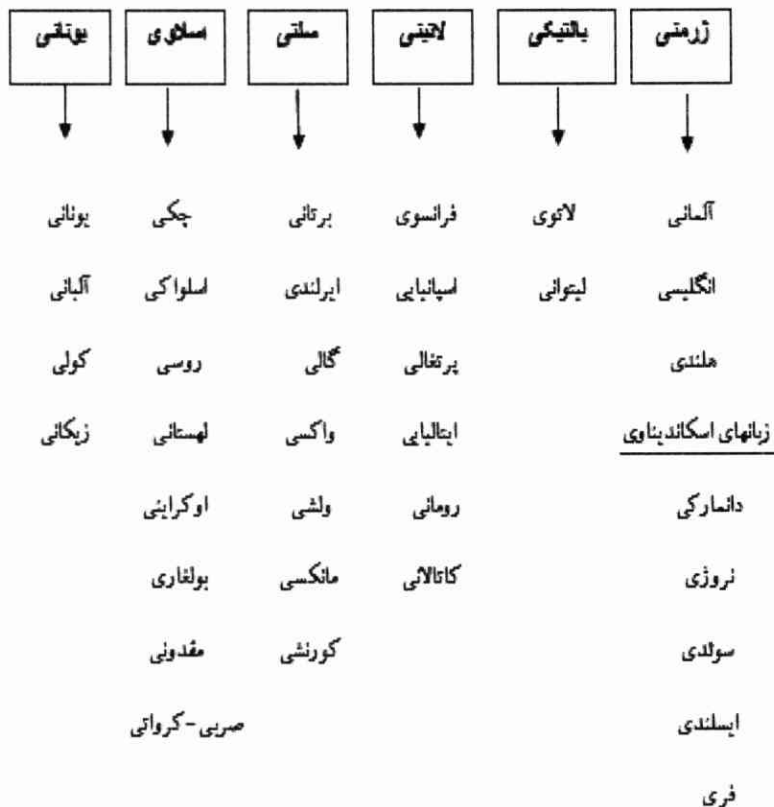 ژرمنی بالتیکی لاتینی سلتی اسلاوی یونانی
آلمانی لاتوی فرانسوی برتانی چکی یونانی
انگلیسی لیتوانی اسپانیایی ایرلندی اسلواکی آلبانی
هلندی پرتغالی گالی روسی کولی
زبانهای اسکاندیناوی ایتالیایی واکسی لهستانی زیکانی
دانمارکی رومانی ولشی اوکراینی
نروژی کاتالانی مانکسی بولغاری
سوئدی کورنشی مقدونی
ایسلندی صربی-کرواتی
فری